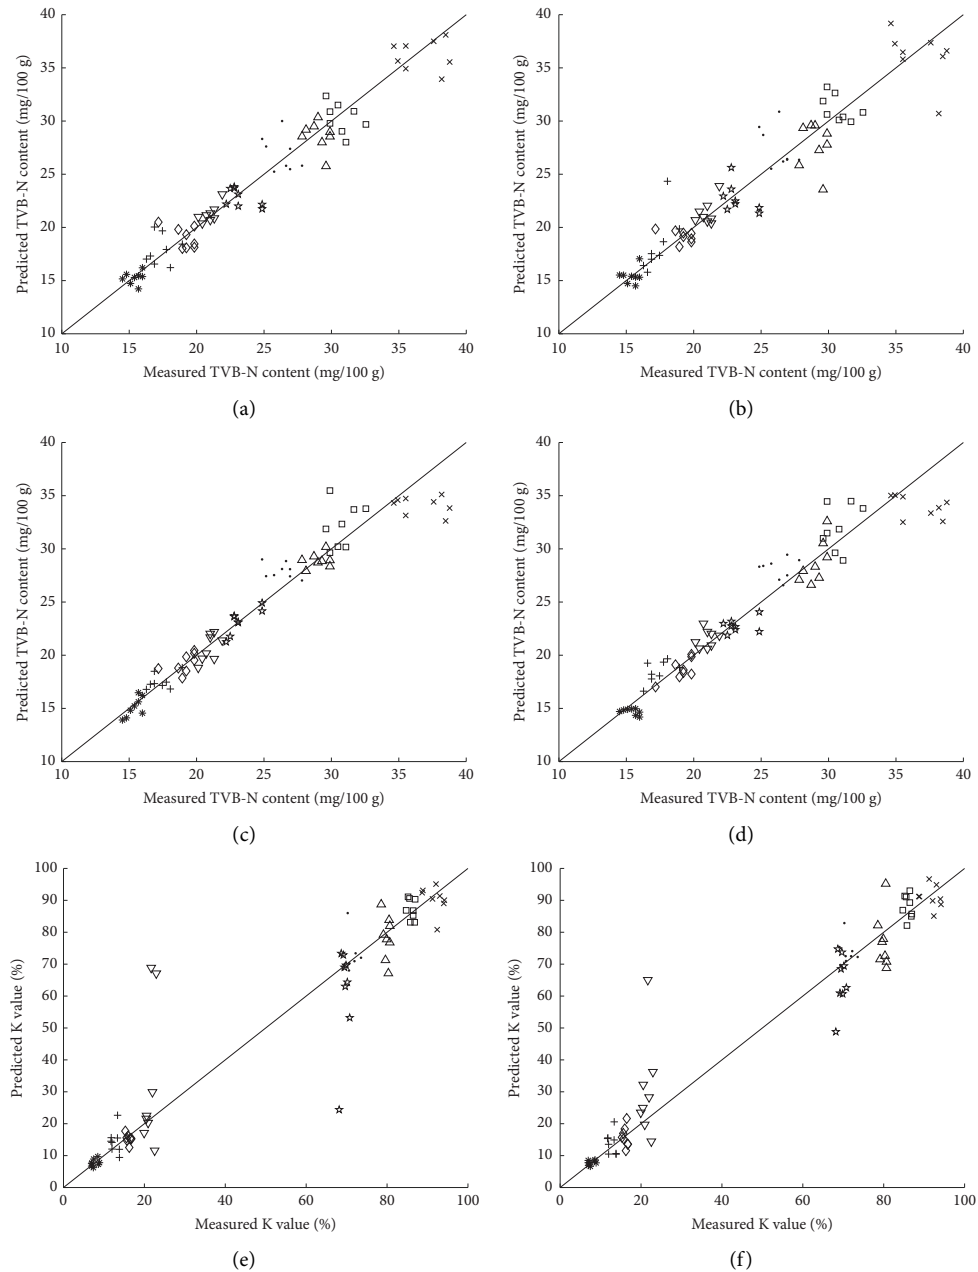 40
35
30
25
20
15
10
Predicted TVB-N content (mg/100 g)
10 15 20 25 30 35 40
Measured TVB-N content (mg/100 g)
(a)
40
35
30
25
20
15
10
Predicted TVB-N content (mg/100 g)
10 15 20 25 30 35 40
Measured TVB-N content (mg/100 g)
(b)
40
35
30
25
20
15
10
Predicted TVB-N content (mg/100 g)
10 15 20 25 30 35 40
Measured TVB-N content (mg/100 g)
(c)
40
35
30
25
20
15
10
Predicted TVB-N content (mg/100 g)
10 15 20 25 30 35 40
Measured TVB-N content (mg/100 g)
(d)
100
90
80
70
60
50
40
30
20
10
0
Predicted K value (%)
0 20 40 60 80 100
Measured K value (%)
(e)
100
90
80
70
60
50
40
30
20
10
0
Predicted K value (%)
0 20 40 60 80 100
Measured K value (%)
(f)